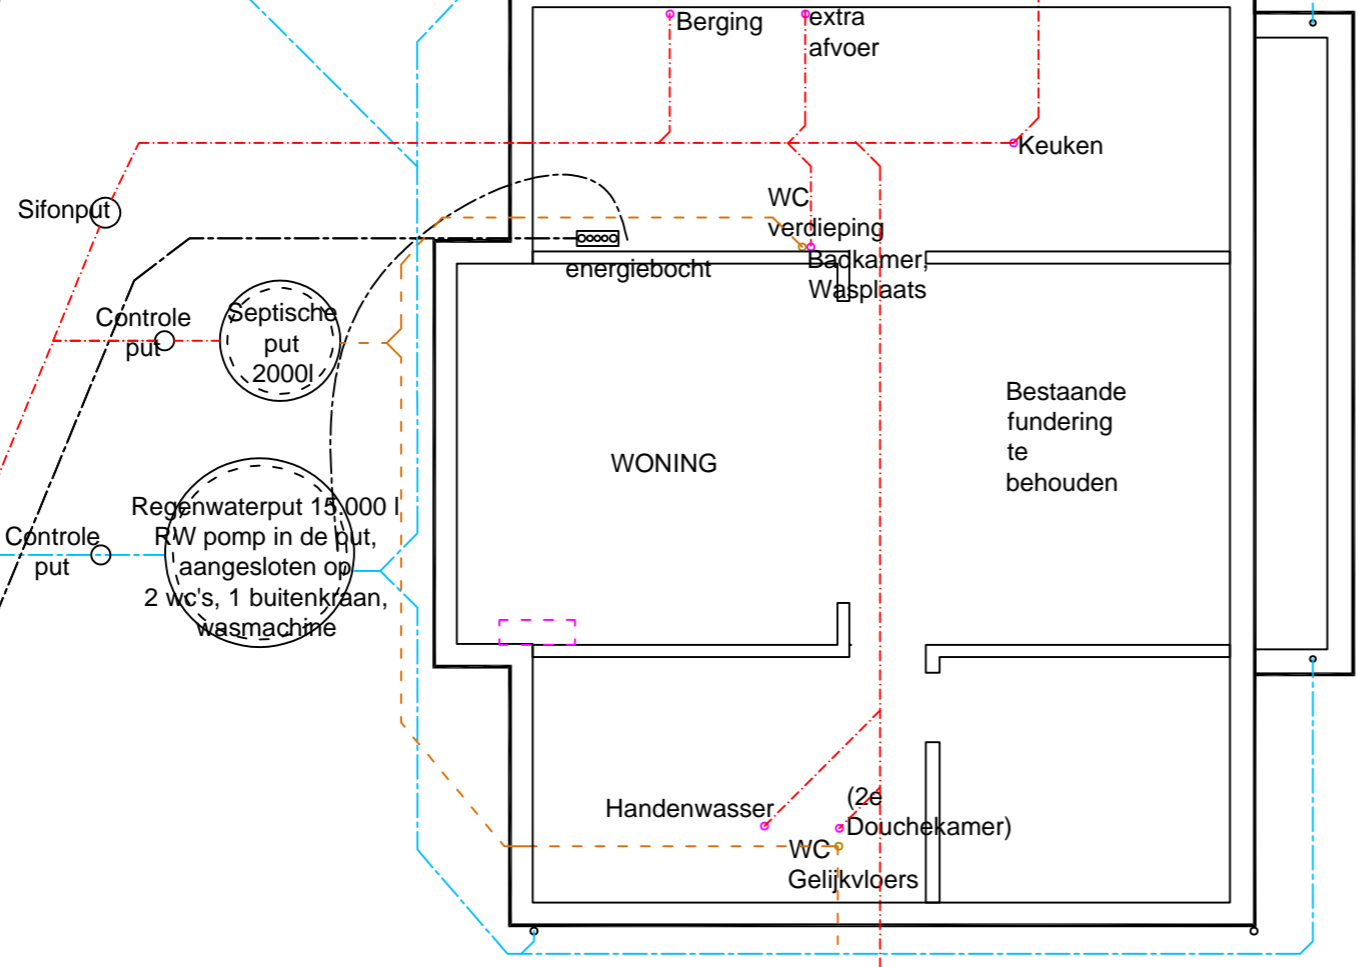 Berging
extra
afvoer
Keuken
Sifonput
WC
verdieping
Badkamer,
Wasplaats
energiebocht
Controle
put
Septische
put
2000l
Bestaande
fundering
te
behouden
WONING
Regenwaterput 15.000 l
RW pomp in de put,
aangesloten op
2 wc's, 1 buitenkraan,
wasmachine
Controle
put
Handenwasser
(2e
Douchekamer)
WC
Gelijkvloers